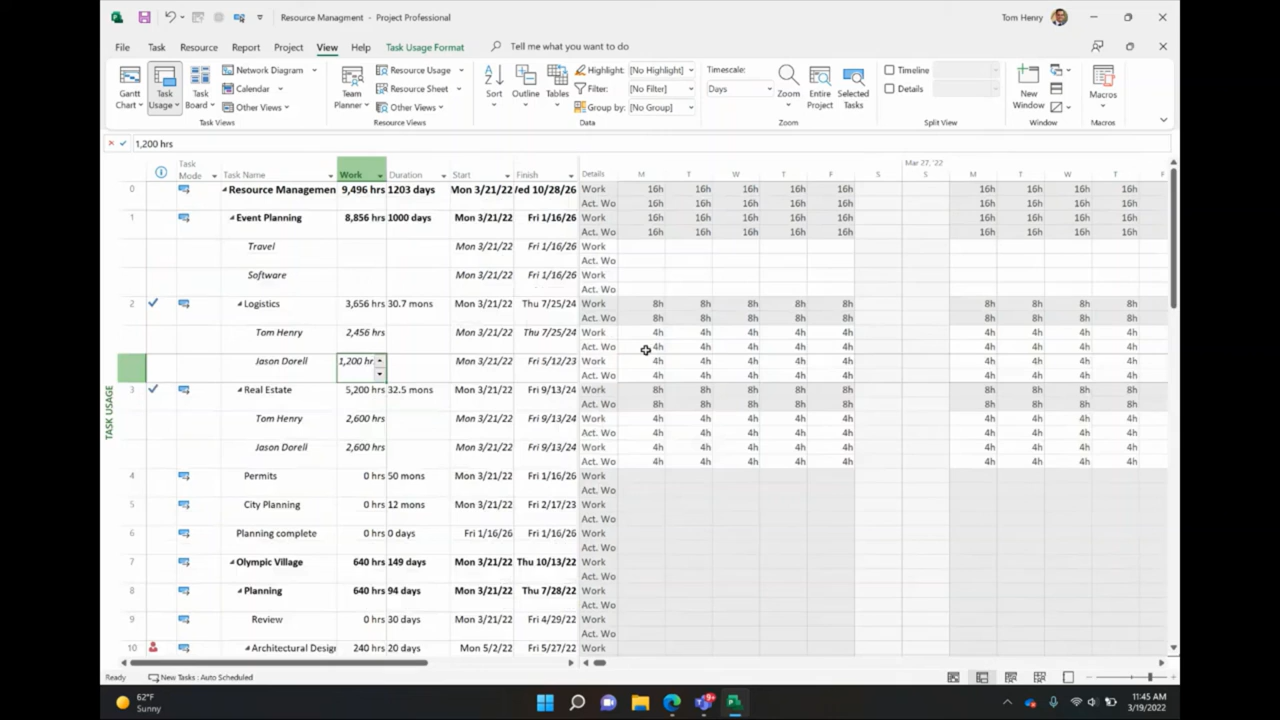 Resource Managment - Project Professional
Tom Henry
File Task Resource Report Project View Help Task Usage Format Tell me what you want to do
Gantt Chart
Task Usage
Task Board
Network Diagram
Calendar
Other Views
Task Views
Team Planner
Resource Usage
Resource Sheet
Other Views
Resource Views
Sort
Outline
Tables
Highlight: [No Highlight]
Filter: [No Filter]
Group by: [No Group]
Data
Timescale:
Days
Zoom
Entire Project
Selected Tasks
Zoom
Timeline
Details
Split View
New Window
Window
Macros
Macros
1,200 hrs
Task Mode Task Name Work Duration Start Finish Details M T W T F S S Mar 27, '22 M T W T F
0 Resource Managemen 9,496 hrs 1203 days Mon 3/21/22 ed 10/28/26 Work 16h 16h 16h 16h 16h 16h 16h 16h 16h
Act. Wo 16h 16h 16h 16h 16h 16h 16h 16h 16h
1 Event Planning 8,856 hrs 1000 days Mon 3/21/22 Fri 1/16/26 Work 16h 16h 16h 16h 16h 16h 16h 16h 16h
Act. Wo 16h 16h 16h 16h 16h 16h 16h 16h 16h
Travel Mon 3/21/22 Fri 1/16/26 Work
Act. Wo
Software Mon 3/21/22 Fri 1/16/26 Work
Act. Wo
2 Logistics 3,656 hrs 30.7 mons Mon 3/21/22 Thu 7/25/24 Work 8h 8h 8h 8h 8h 8h 8h 8h 8h
Act. Wo 8h 8h 8h 8h 8h 8h 8h 8h 8h
Tom Henry 2,456 hrs Mon 3/21/22 Thu 7/25/24 Work 4h 4h 4h 4h 4h 4h 4h 4h 4h
Act. Wo 4h 4h 4h 4h 4h 4h 4h 4h 4h
Jason Dorell 1,200 hr Mon 3/21/22 Fri 5/12/23 Work 4h 4h 4h 4h 4h 4h 4h 4h 4h
Act. Wo 4h 4h 4h 4h 4h 4h 4h 4h 4h
3 Real Estate 5,200 hrs 32.5 mons Mon 3/21/22 Fri 9/13/24 Work 8h 8h 8h 8h 8h 8h 8h 8h 8h
Act. Wo 8h 8h 8h 8h 8h 8h 8h 8h 8h
Tom Henry 2,600 hrs Mon 3/21/22 Fri 9/13/24 Work 4h 4h 4h 4h 4h 4h 4h 4h 4h
Act. Wo 4h 4h 4h 4h 4h 4h 4h 4h 4h
Jason Dorell 2,600 hrs Mon 3/21/22 Fri 9/13/24 Work 4h 4h 4h 4h 4h 4h 4h 4h 4h
Act. Wo 4h 4h 4h 4h 4h 4h 4h 4h 4h
4 Permits 0 hrs 50 mons Mon 3/21/22 Fri 1/16/26 Work
Act. Wo
5 City Planning 0 hrs 12 mons Mon 3/21/22 Fri 2/17/23 Work
Act. Wo
6 Planning complete 0 hrs 0 days Fri 1/16/26 Fri 1/16/26 Work
Act. Wo
7 Olympic Village 640 hrs 149 days Mon 3/21/22 Thu 10/13/22 Work
Act. Wo
8 Planning 640 hrs 94 days Mon 3/21/22 Thu 7/28/22 Work
Act. Wo
9 Review 0 hrs 30 days Mon 3/21/22 Fri 4/29/22 Work
Act. Wo
10 Architectural Desig 240 hrs 20 days Mon 5/2/22 Fri 5/27/22 Work
TASK USAGE
Ready New Tasks : Auto Scheduled
62°F
Sunny
11:45 AM
3/19/2022